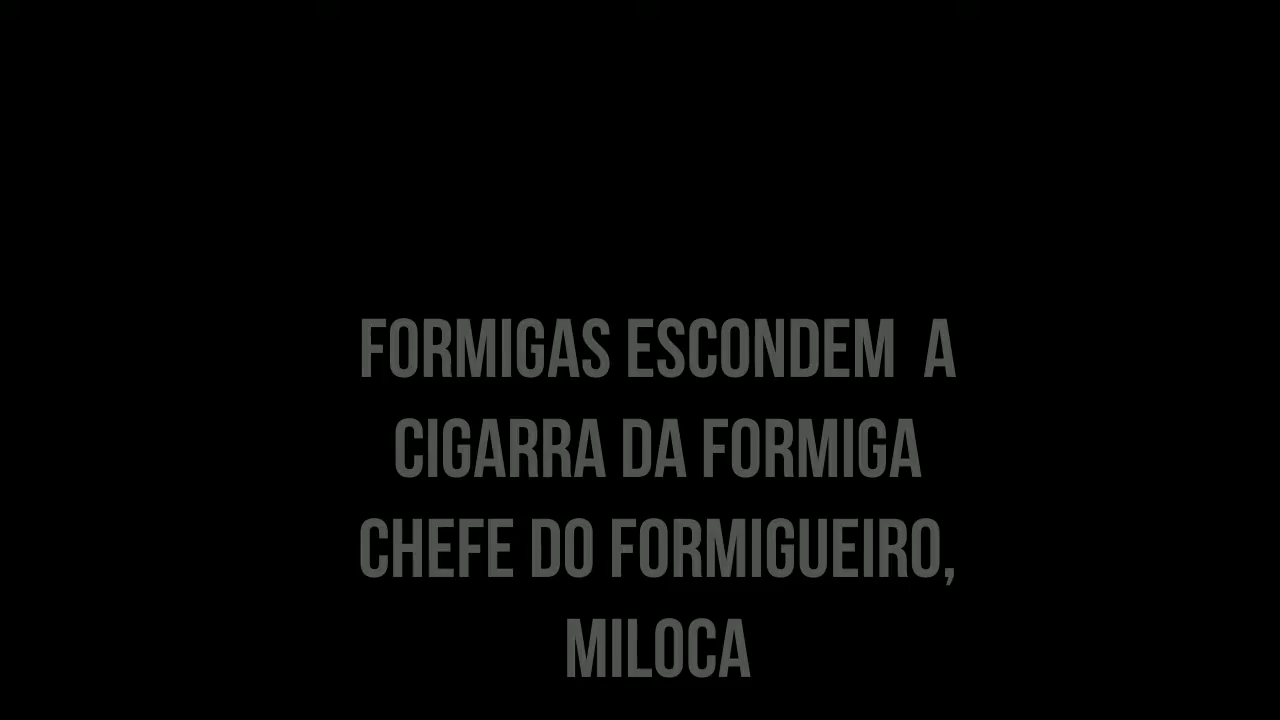 FORMIGAS ESCONDEM  A
CIGARRA DA FORMIGA
CHEFE DO FORMIGUEIRO,
MILOCA